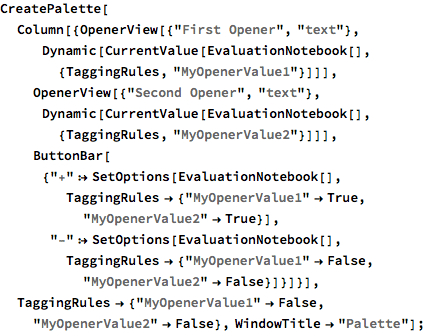 CreatePalette[
Column[{OpenerView[{"First Opener", "text"},
Dynamic[CurrentValue[EvaluationNotebook[],
{TaggingRules, "MyOpenerValue1"}]]],
OpenerView[{"Second Opener", "text"},
Dynamic[CurrentValue[EvaluationNotebook[],
{TaggingRules, "MyOpenerValue2"}]]],
ButtonBar[
{"+" ⧴ SetOptions[EvaluationNotebook[],
TaggingRules → {"MyOpenerValue1" → True,
"MyOpenerValue2" → True}],
"-" ⧴ SetOptions[EvaluationNotebook[],
TaggingRules → {"MyOpenerValue1" → False,
"MyOpenerValue2" → False}]}]}],
TaggingRules → {"MyOpenerValue1" → False,
"MyOpenerValue2" → False}, WindowTitle → "Palette"];